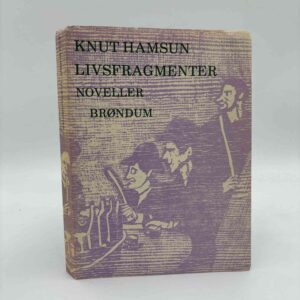 KNUT HAMSUN
LIVSFRAGMENTER
NOVELLER
BRØNDUM